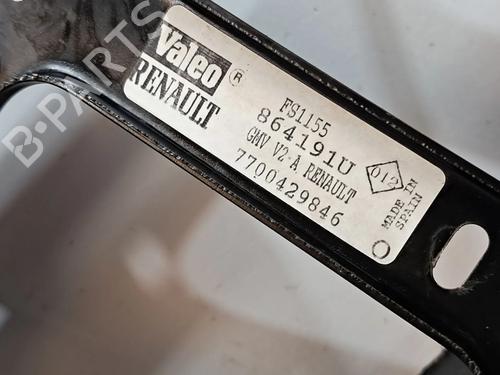 Valeo ®
RENAULT
FS1155
864191U
GMV V2-A RENAULT
7700429846
012
MADE IN
SPAIN
B-PARTS